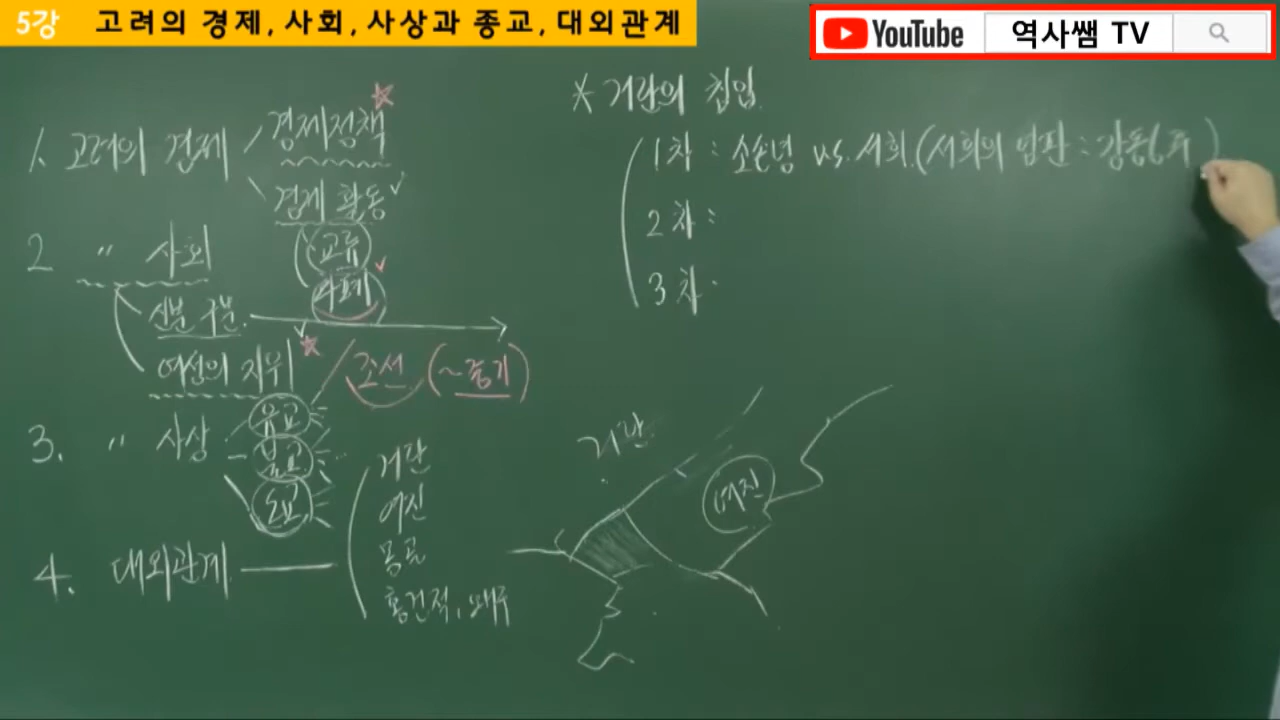 5강 고려의 경제, 사회, 사상과 종교, 대외관계
YouTube 역사쌤 TV
1. 고려의 경제
경제정책
경제 활동
교류
화폐
2 〃 사회
신분 구분
여성의 지위
조선 (~중기)
3. 〃 사상
유교
불교
도교
4. 대외관계
거란
여진
몽골
홍건적, 왜구
* 거란의 침입
1차 : 소손녕 vs. 서희 (서희의 담판 : 강동6주)
2차 :
3차 :
거란
여진